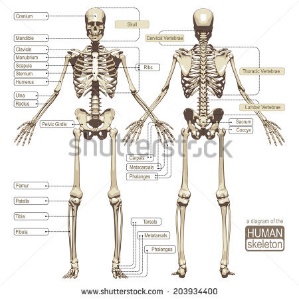 Cranium
Skull
Mandible
Cervical Vertebrae
Clavicle
Manubrium
Scapula
Sternum
Humerus
Ribs
Thoracic Vertebrae
Ulna
Radius
Lumbar Vertebrae
Pelvic Girdle
Sacrum
Coccyx
shutterstock
Carpals
Metacarpals
Phalanges
Femur
Patella
Tibia
Fibula
Tarsals
Metatarsals
Phalanges
a diagram of the
HUMAN
skeleton
www.shutterstock.com · 203934400